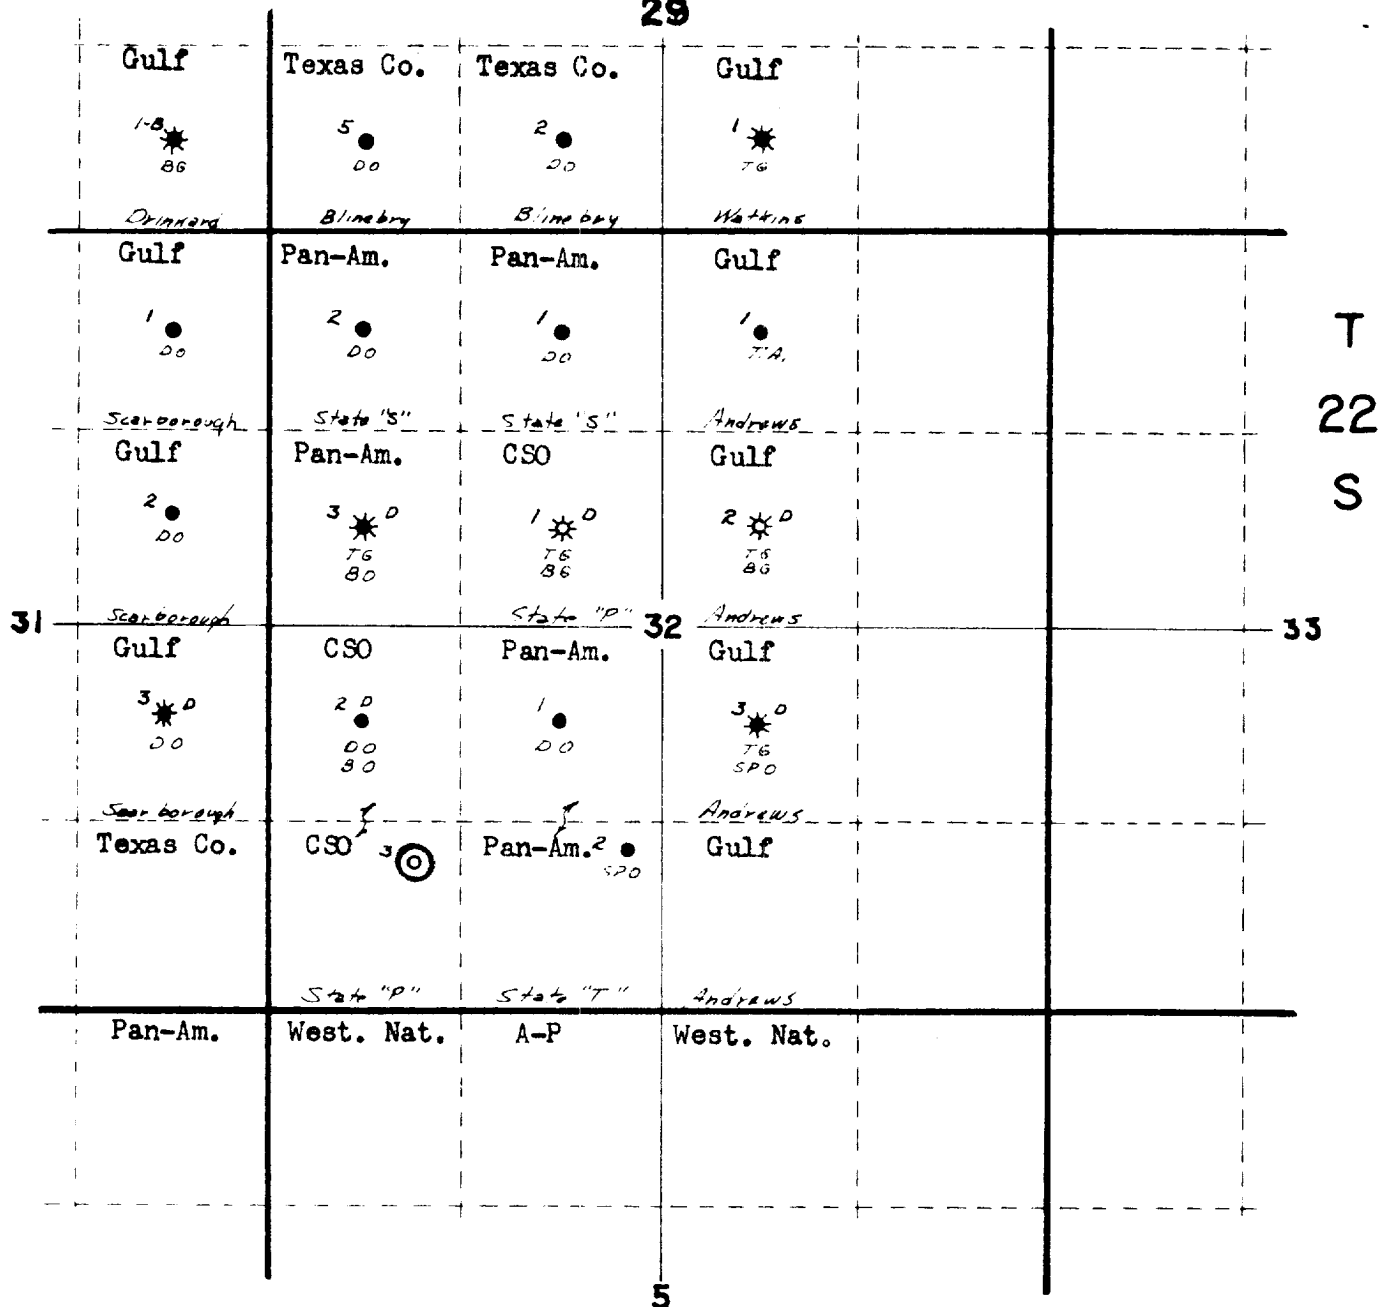 29
Gulf Texas Co. Texas Co. Gulf
1-B 5 2 1
BG DO DO TG
Drinkard Blinebry Blinebry Watkins
Gulf Pan-Am. Pan-Am. Gulf
1 2 1 1
DO DO DO T.A.
Scarborough State "S" State "S" Andrews
Gulf Pan-Am. CSO Gulf
2 3 D 1 D 2 D
DO TG TG TG
BO BG BG
Scarborough State "P" Andrews
31 32 33
Gulf CSO Pan-Am. Gulf
3 D 2 D 1 3 D
DO DO DO TG
BO SPO
Scarborough Andrews
Texas Co. CSO 3 Pan-Am. 2 Gulf
SPO
State "P" State "T" Andrews
Pan-Am. West. Nat. A-P West. Nat.
5
T
22
S